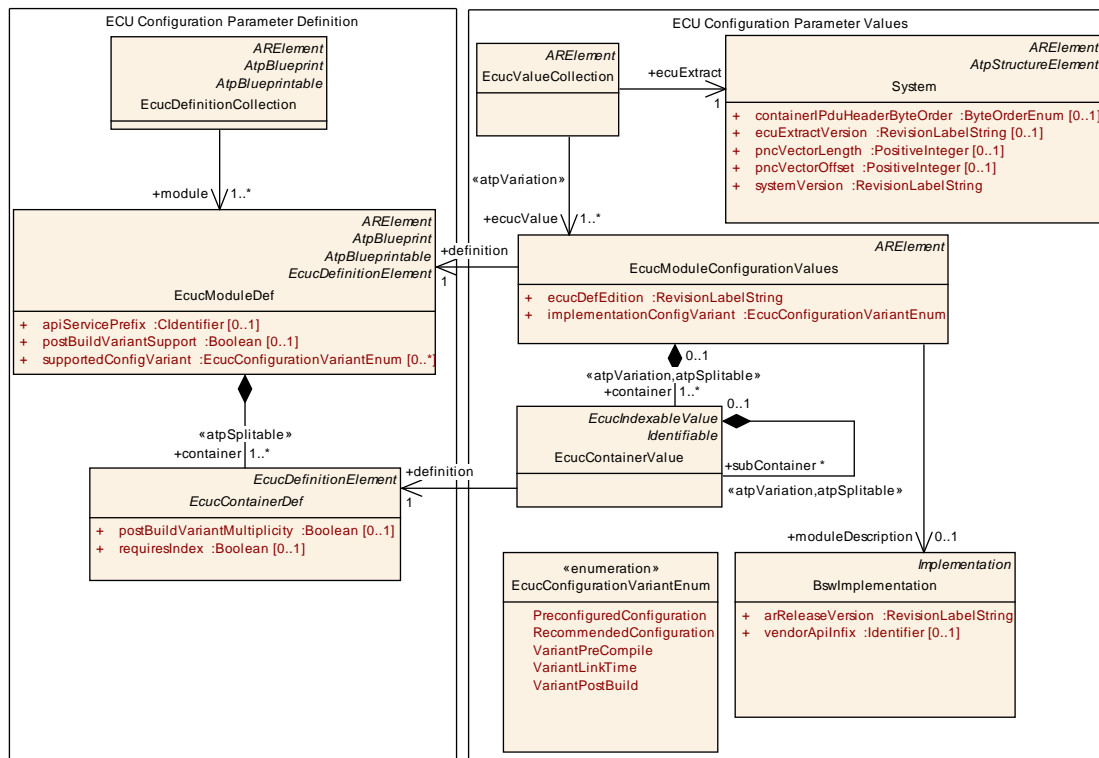 ECU Configuration Parameter Definition
ARElement
AtpBlueprint
AtpBlueprintable
EcucDefinitionCollection
+module
1..*
ARElement
AtpBlueprint
AtpBlueprintable
EcucDefinitionElement
EcucModuleDef
+ apiServicePrefix :CIdentifier [0..1]
+ postBuildVariantSupport :Boolean [0..1]
+ supportedConfigVariant :EcucConfigurationVariantEnum [0..*]
«atpSplitable»
+container
1..*
EcucDefinitionElement
EcucContainerDef
+ postBuildVariantMultiplicity :Boolean [0..1]
+ requiresIndex :Boolean [0..1]
ECU Configuration Parameter Values
ARElement
EcucValueCollection
+ecuExtract
1
ARElement
AtpStructureElement
System
+ containerIPduHeaderByteOrder :ByteOrderEnum [0..1]
+ ecuExtractVersion :RevisionLabelString [0..1]
+ pncVectorLength :PositiveInteger [0..1]
+ pncVectorOffset :PositiveInteger [0..1]
+ systemVersion :RevisionLabelString
«atpVariation»
+ecucValue
1..*
+definition
1
ARElement
EcucModuleConfigurationValues
+ ecucDefEdition :RevisionLabelString
+ implementationConfigVariant :EcucConfigurationVariantEnum
0..1
«atpVariation,atpSplitable»
+container
1..*
EcucIndexableValue
Identifiable
EcucContainerValue
0..1
+subContainer
*
«atpVariation,atpSplitable»
+definition
1
+moduleDescription
0..1
«enumeration»
EcucConfigurationVariantEnum
PreconfiguredConfiguration
RecommendedConfiguration
VariantPreCompile
VariantLinkTime
VariantPostBuild
Implementation
BswImplementation
+ arReleaseVersion :RevisionLabelString
+ vendorApiInfix :Identifier [0..1]